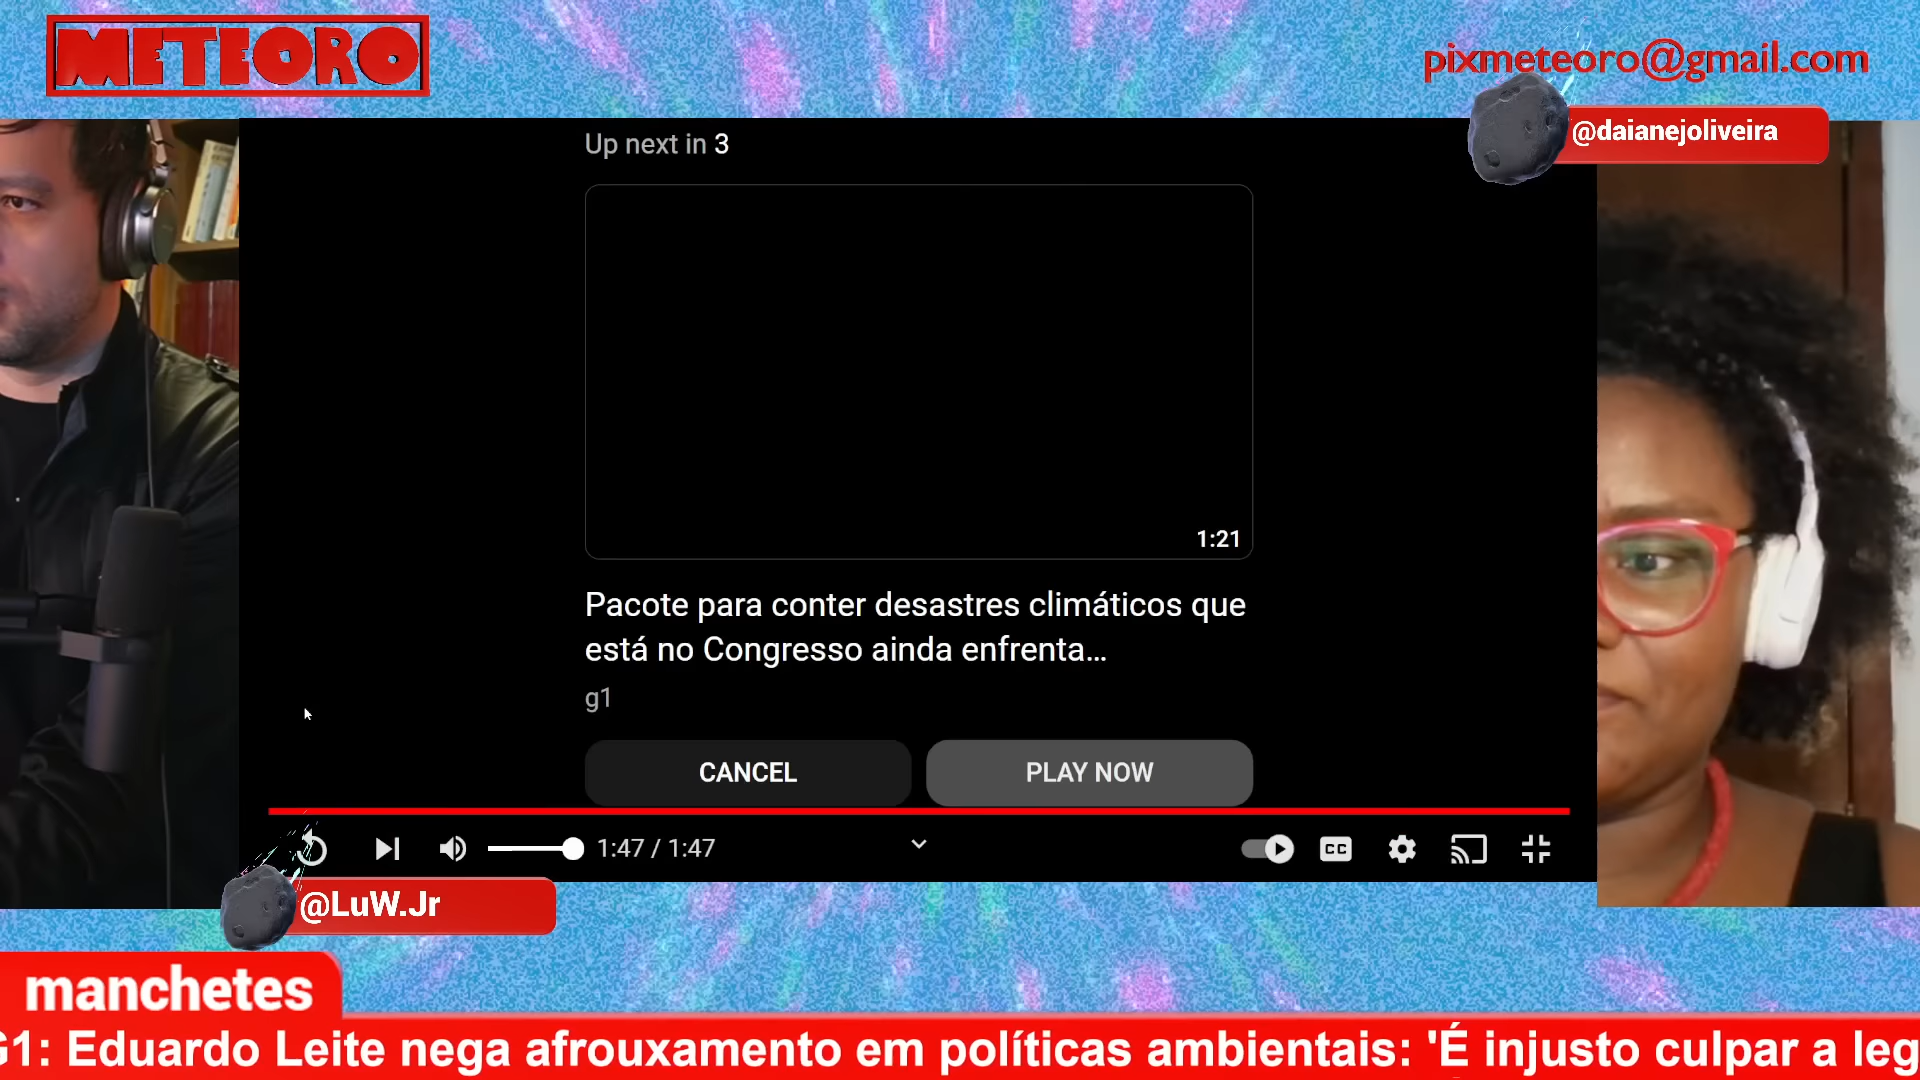 METEORO
pixmeteoro@gmail.com
@daianejoliveira
Up next in 3
1:21
Pacote para conter desastres climáticos que
está no Congresso ainda enfrenta...
g1
CANCEL
PLAY NOW
1:47 / 1:47
CC
@LuW.Jr
manchetes
G1: Eduardo Leite nega afrouxamento em políticas ambientais: 'É injusto culpar a leg